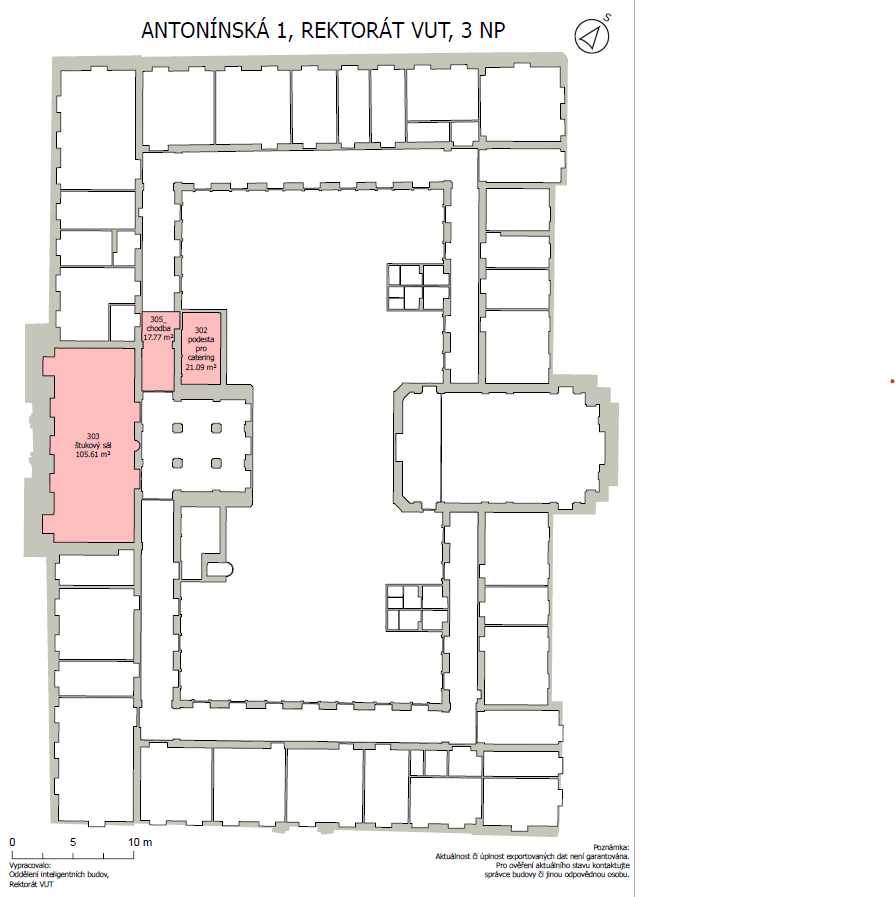 ANTONÍNSKÁ 1, REKTORÁT VUT, 3 NP
S
305_
chodba
17.77 m²
302
podesta
pro
catering
21.09 m²
303
štukový sál
105.61 m²
0 5 10 m
Vypracovalo:
Oddělení inteligentních budov,
Rektorát VUT
Poznámka:
Aktuálnost či úplnost exportovaných dat není garantována.
Pro ověření aktuálního stavu kontaktujte
správce budovy či jinou odpovědnou osobu.